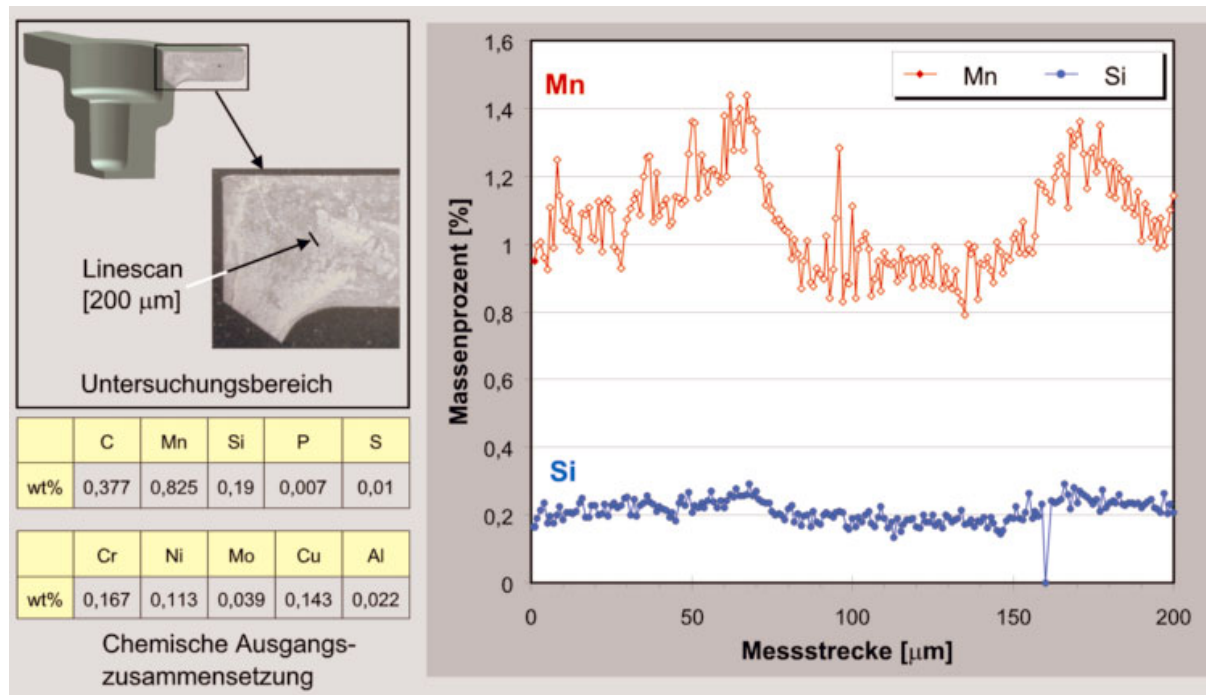 Linescan
[200 µm]
Untersuchungsbereich
C Mn Si P S
wt% 0,377 0,825 0,19 0,007 0,01
Cr Ni Mo Cu Al
wt% 0,167 0,113 0,039 0,143 0,022
Chemische Ausgangs-
zusammensetzung
Mn
Mn Si
Si
Massenprozent [%]
1,6
1,4
1,2
1
0,8
0,6
0,4
0,2
0
0 50 100 150 200
Messstrecke [µm]